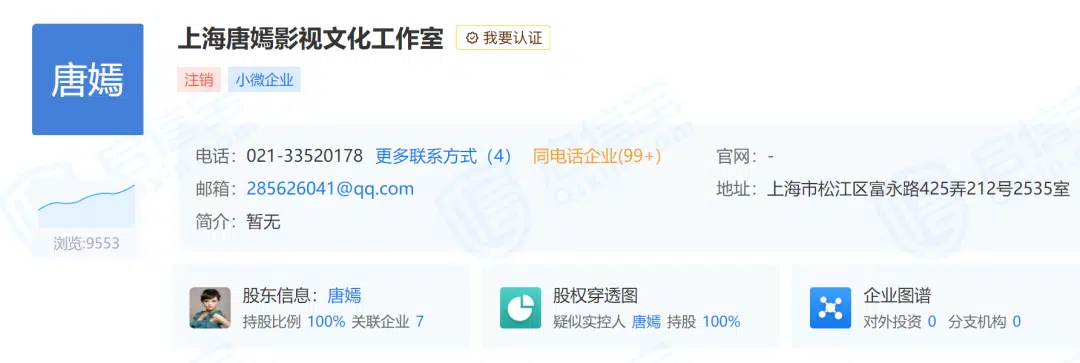 唐嫣
上海唐嫣影视文化工作室 我要认证
注销 小微企业
电话：021-33520178 更多联系方式（4） 同电话企业(99+) 官网：-
邮箱：285626041@qq.com 地址：上海市松江区富永路425弄212号2535室
简介：暂无
浏览:9553
股东信息：唐嫣 股权穿透图 企业图谱
持股比例 100% 关联企业 7 疑似实控人 唐嫣 持股 100% 对外投资 0 分支机构 0
启信宝